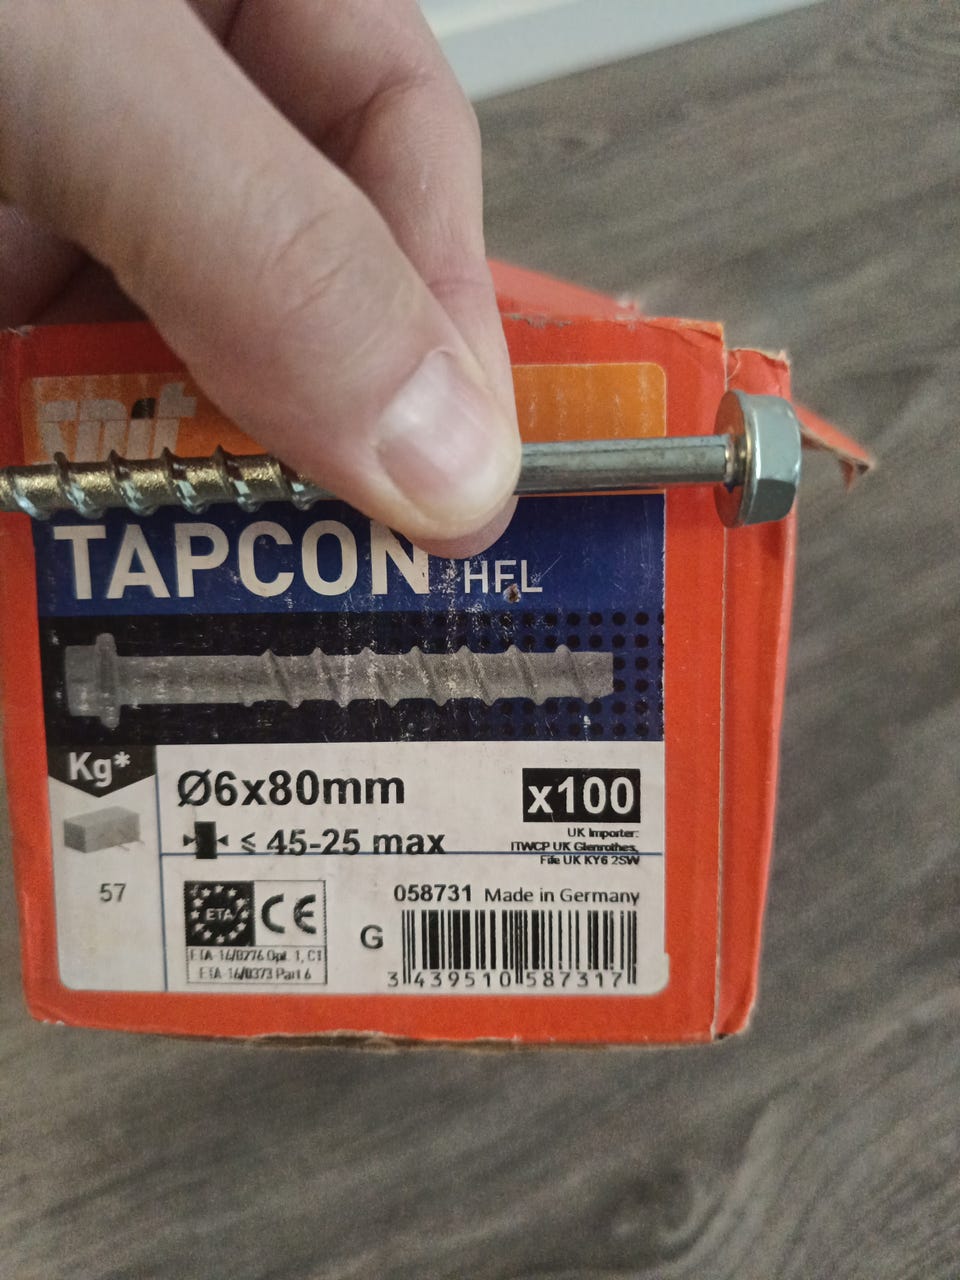 TAPCON HFL
Kg*
Ø6x80mm
x100
≤ 45-25 max
UK Importer:
ITWCP UK Glenrothes,
Fife UK KY6 2SW
57
058731 Made in Germany
ETA
CE
G
ETA-16/0276 Opt. 1, C1
ETA-16/0373 Part 6
3 439510 587317